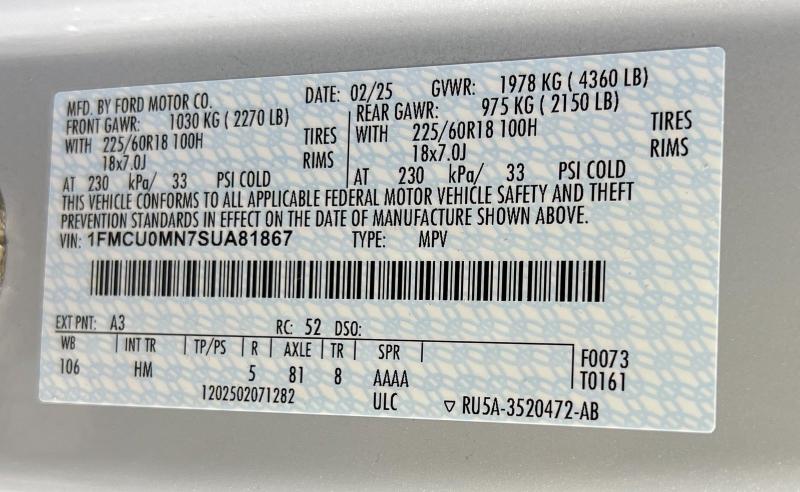 MFD. BY FORD MOTOR CO. DATE: 02/25 GVWR: 1978 KG ( 4360 LB)
FRONT GAWR: 1030 KG ( 2270 LB) REAR GAWR: 975 KG ( 2150 LB)
WITH 225/60R18 100H TIRES WITH 225/60R18 100H TIRES
18x7.0J RIMS 18x7.0J RIMS
AT 230 kPa/ 33 PSI COLD AT 230 kPa/ 33 PSI COLD
THIS VEHICLE CONFORMS TO ALL APPLICABLE FEDERAL MOTOR VEHICLE SAFETY AND THEFT
PREVENTION STANDARDS IN EFFECT ON THE DATE OF MANUFACTURE SHOWN ABOVE.
VIN: 1FMCU0MN7SUA81867 TYPE: MPV
EXT PNT: A3 RC: 52 DSO:
WB | INT TR | TP/PS | R | AXLE | TR | SPR | F0073
106 HM 5 81 8 AAAA T0161
1202502071282 ULC ▽ RU5A-3520472-AB